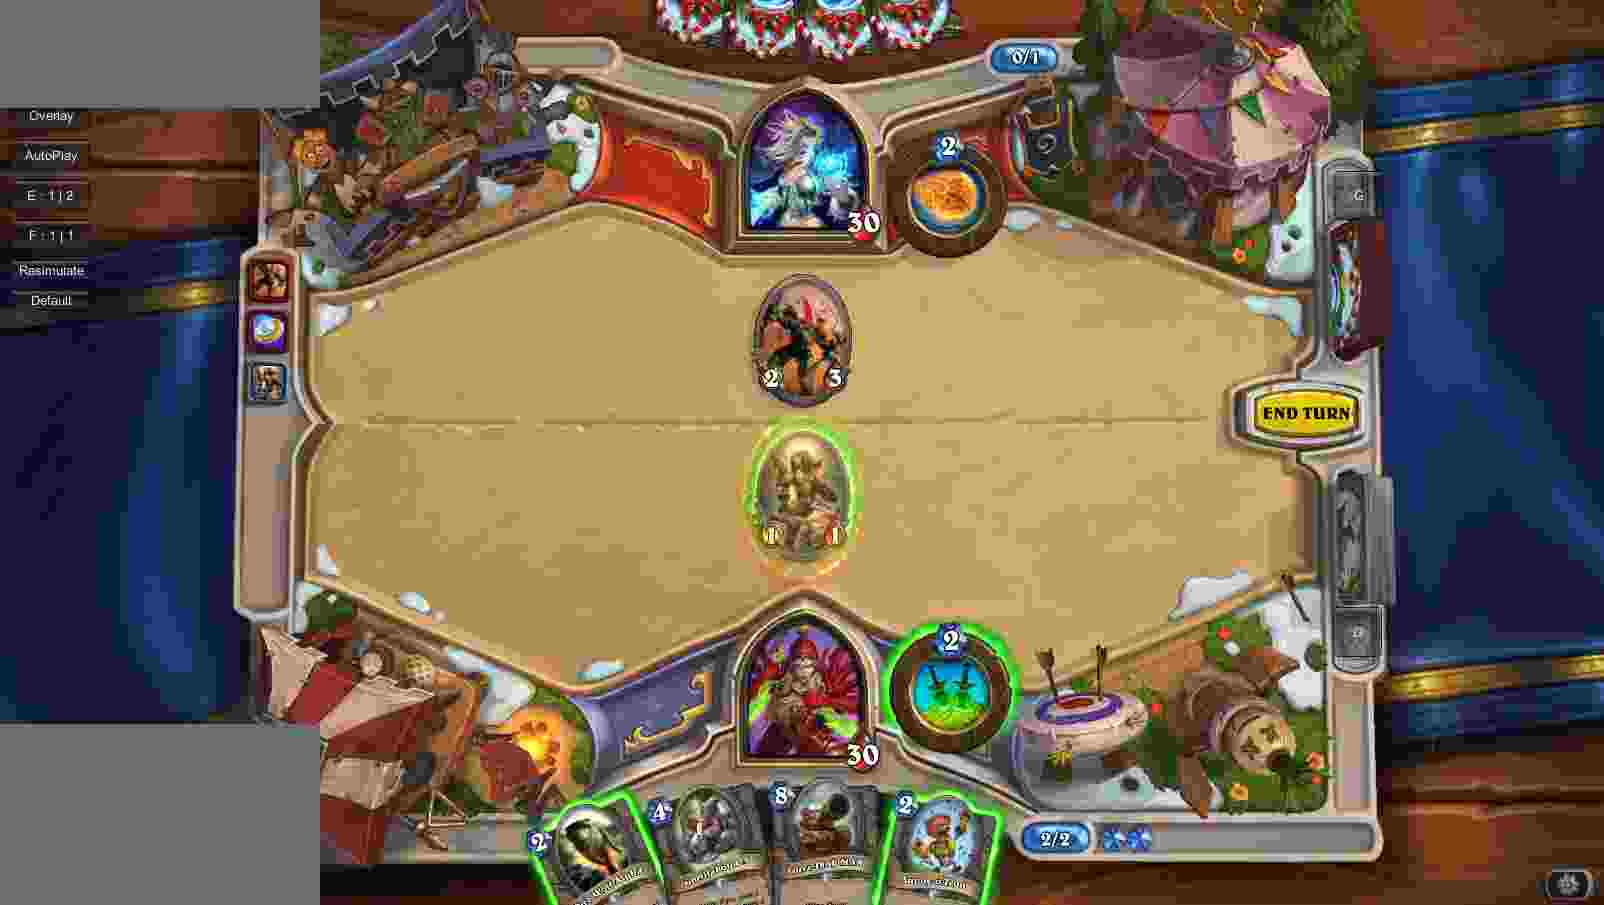 0/1
Overlay
AutoPlay
2
E : 1 | 2
30
F : 1 | 1
Resimulate
Default
2
3
END TURN
1
1
2
30
2
4
8
2
2/2